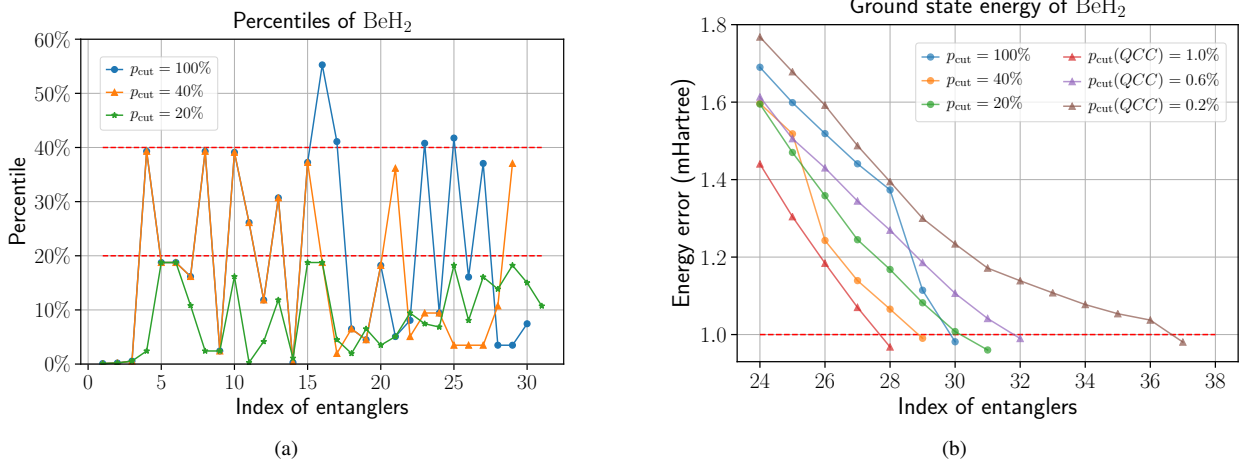 Percentiles of BeH₂
60%
50%
40%
30%
20%
10%
0%
Percentile
p_cut = 100%
p_cut = 40%
p_cut = 20%
0 5 10 15 20 25 30
Index of entanglers
(a)
Ground state energy of BeH₂
1.8
1.6
1.4
1.2
1.0
Energy error (mHartree)
p_cut = 100%
p_cut = 40%
p_cut = 20%
p_cut(QCC) = 1.0%
p_cut(QCC) = 0.6%
p_cut(QCC) = 0.2%
24 26 28 30 32 34 36 38
Index of entanglers
(b)